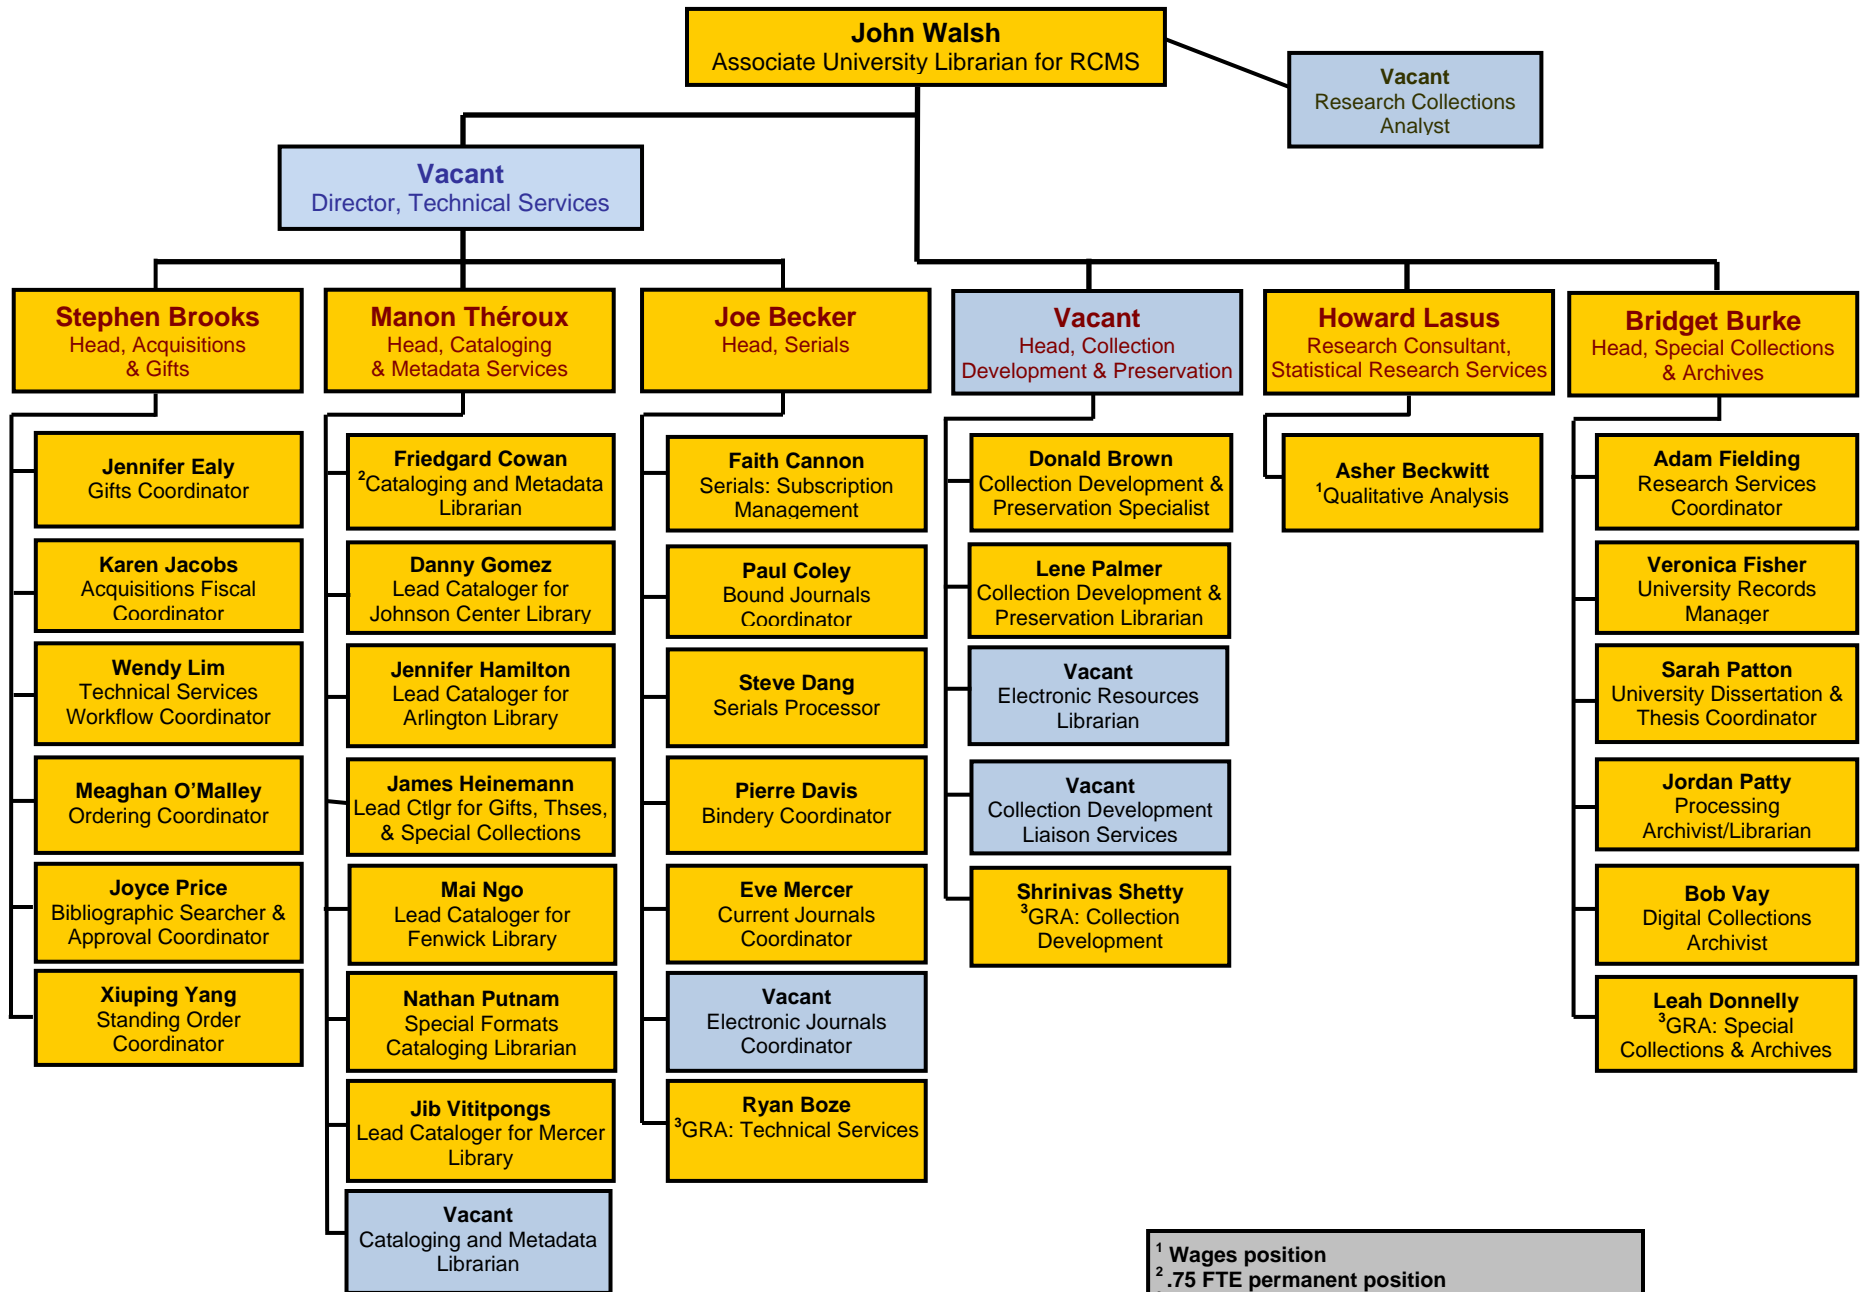 John Walsh
Associate University Librarian for RCMS
Vacant
Research Collections
Analyst
Vacant
Director, Technical Services
Stephen Brooks
Head, Acquisitions
& Gifts
Manon Théroux
Head, Cataloging
& Metadata Services
Joe Becker
Head, Serials
Vacant
Head, Collection
Development & Preservation
Howard Lasus
Research Consultant,
Statistical Research Services
Bridget Burke
Head, Special Collections
& Archives
Jennifer Ealy
Gifts Coordinator
Karen Jacobs
Acquisitions Fiscal
Coordinator
Wendy Lim
Technical Services
Workflow Coordinator
Meaghan O’Malley
Ordering Coordinator
Joyce Price
Bibliographic Searcher &
Approval Coordinator
Xiuping Yang
Standing Order
Coordinator
Friedgard Cowan
²Cataloging and Metadata
Librarian
Danny Gomez
Lead Cataloger for
Johnson Center Library
Jennifer Hamilton
Lead Cataloger for
Arlington Library
James Heinemann
Lead Ctlgr for Gifts, Thses,
& Special Collections
Mai Ngo
Lead Cataloger for
Fenwick Library
Nathan Putnam
Special Formats
Cataloging Librarian
Jib Vititpongs
Lead Cataloger for Mercer
Library
Vacant
Cataloging and Metadata
Librarian
Faith Cannon
Serials: Subscription
Management
Paul Coley
Bound Journals
Coordinator
Steve Dang
Serials Processor
Pierre Davis
Bindery Coordinator
Eve Mercer
Current Journals
Coordinator
Vacant
Electronic Journals
Coordinator
Ryan Boze
³GRA: Technical Services
Donald Brown
Collection Development &
Preservation Specialist
Lene Palmer
Collection Development &
Preservation Librarian
Vacant
Electronic Resources
Librarian
Vacant
Collection Development
Liaison Services
Shrinivas Shetty
³GRA: Collection
Development
Asher Beckwitt
¹Qualitative Analysis
Adam Fielding
Research Services
Coordinator
Veronica Fisher
University Records
Manager
Sarah Patton
University Dissertation &
Thesis Coordinator
Jordan Patty
Processing
Archivist/Librarian
Bob Vay
Digital Collections
Archivist
Leah Donnelly
³GRA: Special
Collections & Archives
¹ Wages position
² .75 FTE permanent position